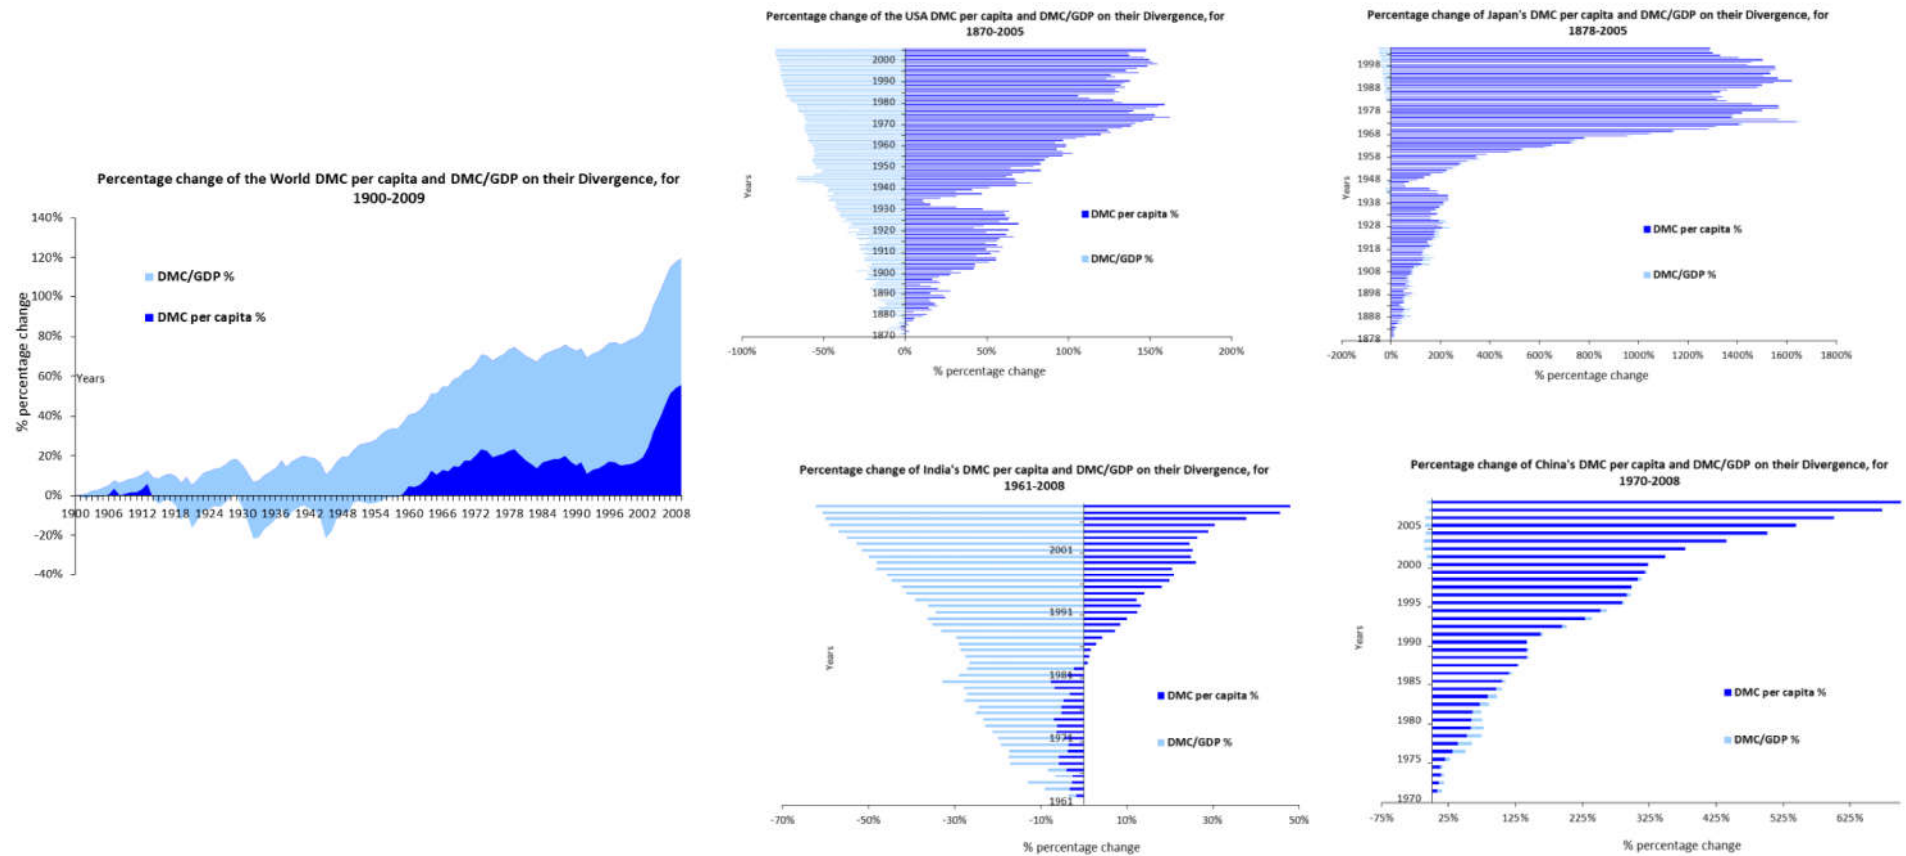 Percentage change of the World DMC per capita and DMC/GDP on their Divergence, for
1900-2009
140%
120%
100%
80%
60%
40%
20%
0%
-20%
-40%
% percentage change
DMC/GDP %
DMC per capita %
Years
1900 1906 1912 1918 1924 1930 1936 1942 1948 1954 1960 1966 1972 1978 1984 1990 1996 2002 2008
Percentage change of the USA DMC per capita and DMC/GDP on their Divergence, for
1870-2005
2000
1990
1980
1970
1960
1950
1940
1930
1920
1910
1900
1890
1880
1870
Years
DMC per capita %
DMC/GDP %
-100% -50% 0% 50% 100% 150% 200%
% percentage change
Percentage change of Japan's DMC per capita and DMC/GDP on their Divergence, for
1878-2005
1998
1988
1978
1968
1958
1948
1938
1928
1918
1908
1898
1888
1878
Years
DMC per capita %
DMC/GDP %
-200% 0% 200% 400% 600% 800% 1000% 1200% 1400% 1600% 1800%
% percentage change
Percentage change of India's DMC per capita and DMC/GDP on their Divergence, for
1961-2008
2001
1991
1981
1971
1961
Years
DMC per capita %
DMC/GDP %
-70% -50% -30% -10% 10% 30% 50%
% percentage change
Percentage change of China's DMC per capita and DMC/GDP on their Divergence, for
1970-2008
2005
2000
1995
1990
1985
1980
1975
1970
Years
DMC per capita %
DMC/GDP %
-75% 25% 125% 225% 325% 425% 525% 625%
% percentage change